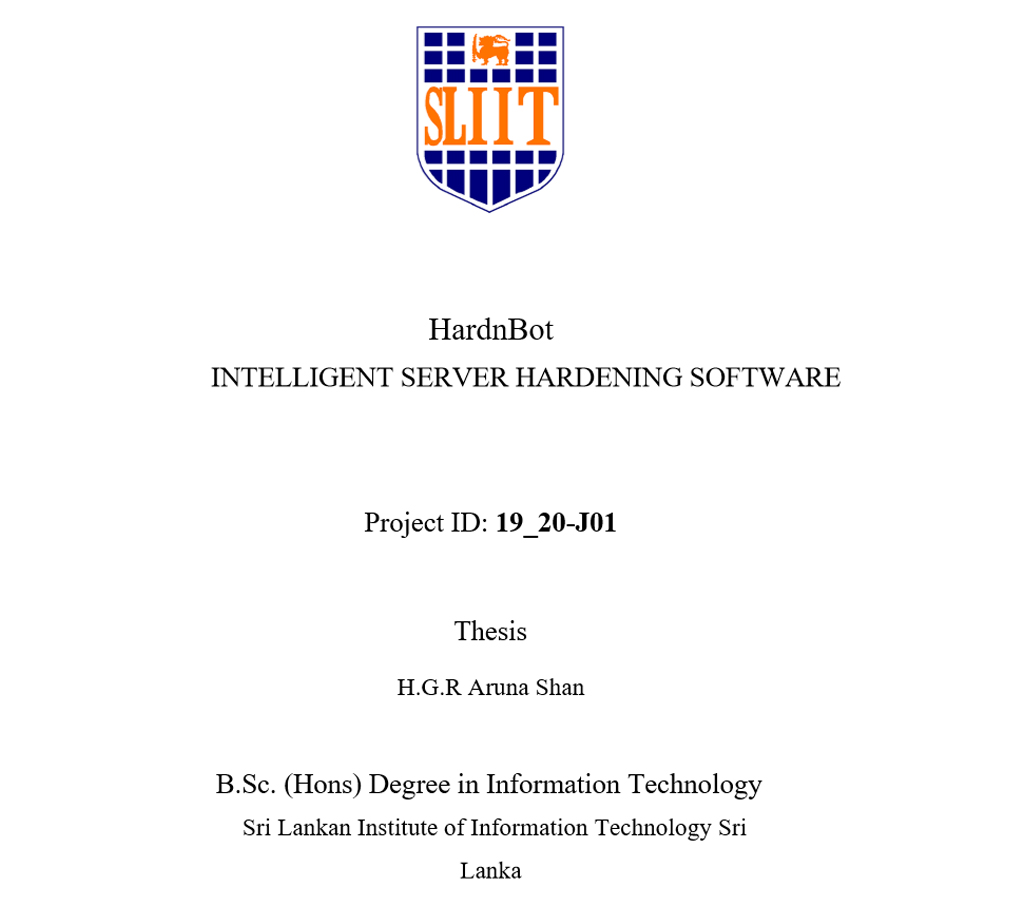 SLIIT
HardnBot
INTELLIGENT SERVER HARDENING SOFTWARE
Project ID: 19_20-J01
Thesis
H.G.R Aruna Shan
B.Sc. (Hons) Degree in Information Technology
Sri Lankan Institute of Information Technology Sri
Lanka